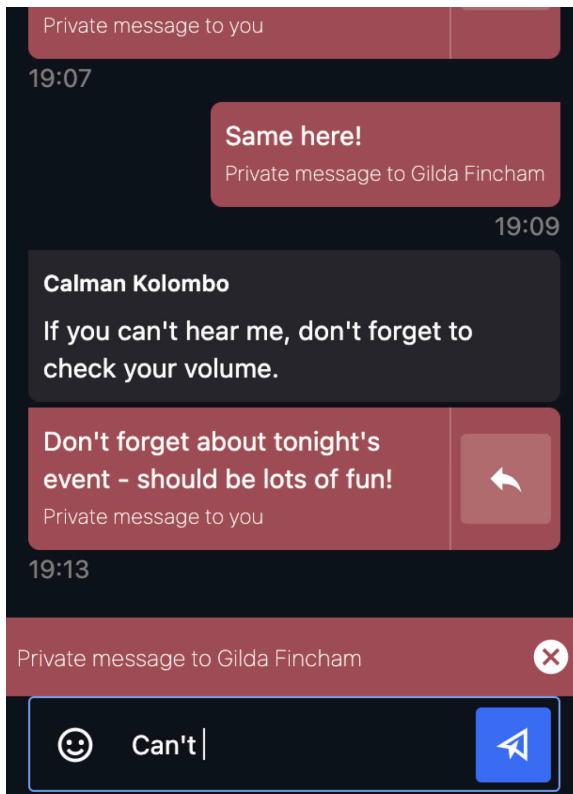 Private message to you
19:07
Same here!
Private message to Gilda Fincham
19:09
Calman Kolombo
If you can't hear me, don't forget to
check your volume.
Don't forget about tonight's
event - should be lots of fun!
Private message to you
19:13
Private message to Gilda Fincham
Can't